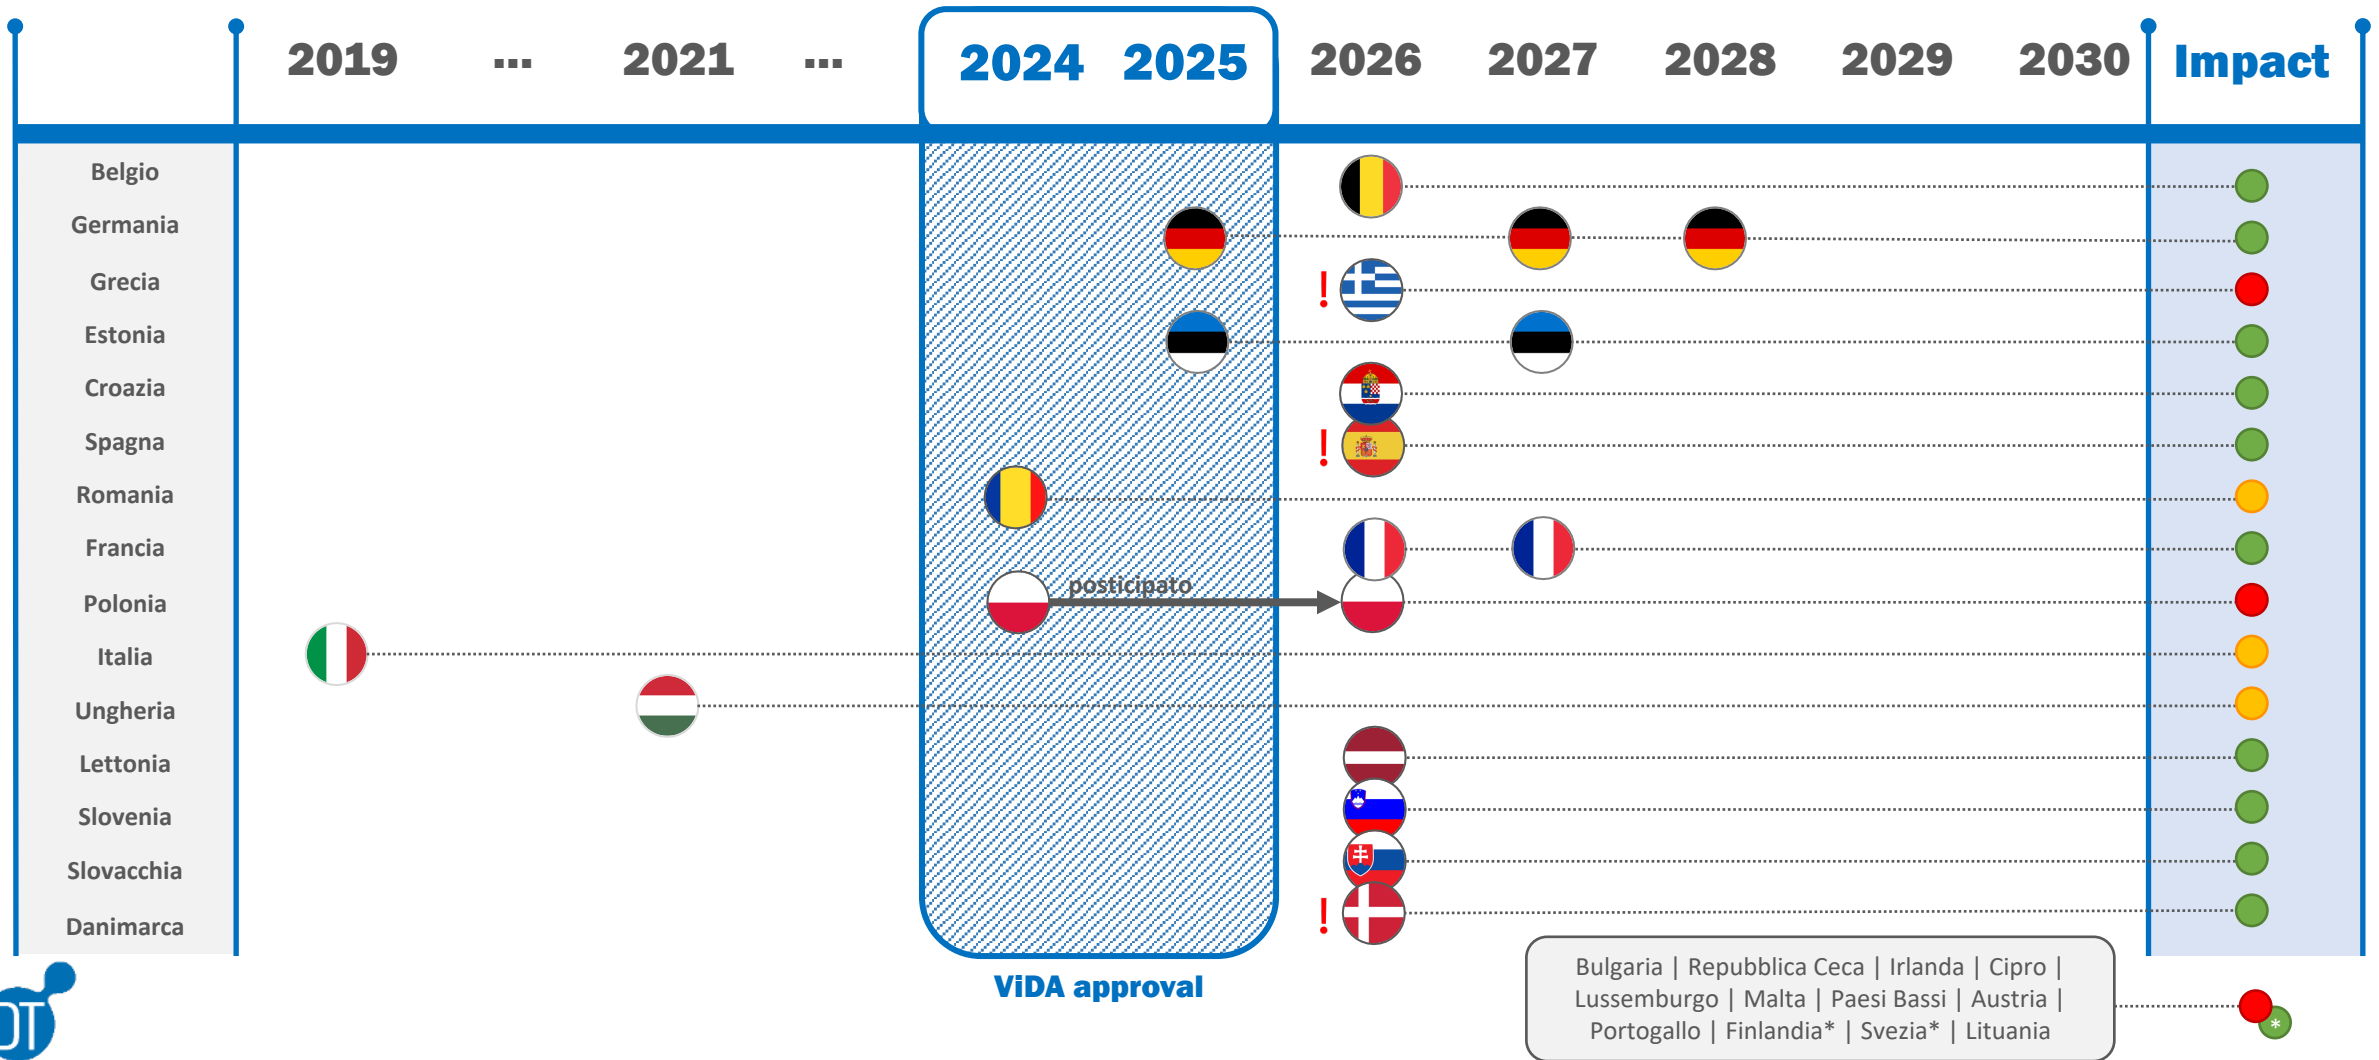 2019 ... 2021 ... 2024 2025 2026 2027 2028 2029 2030 Impact
Belgio
Germania
Grecia
!
Estonia
Croazia
Spagna
!
Romania
Francia
posticipato
Polonia
Italia
Ungheria
Lettonia
Slovenia
Slovacchia
Danimarca
!
ViDA approval
Bulgaria | Repubblica Ceca | Irlanda | Cipro |
Lussemburgo | Malta | Paesi Bassi | Austria |
Portogallo | Finlandia* | Svezia* | Lituania
*